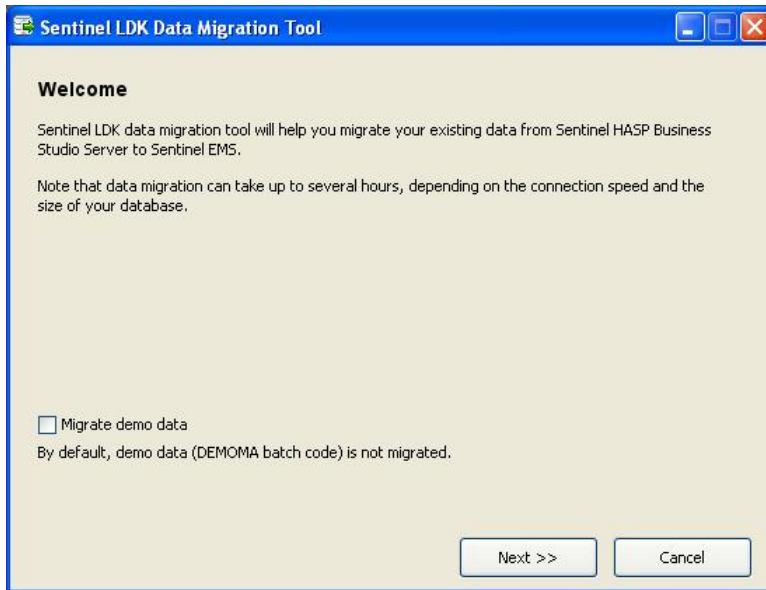 Sentinel LDK Data Migration Tool
Welcome
Sentinel LDK data migration tool will help you migrate your existing data from Sentinel HASP Business
Studio Server to Sentinel EMS.
Note that data migration can take up to several hours, depending on the connection speed and the
size of your database.
Migrate demo data
By default, demo data (DEMOMA batch code) is not migrated.
Next >>
Cancel